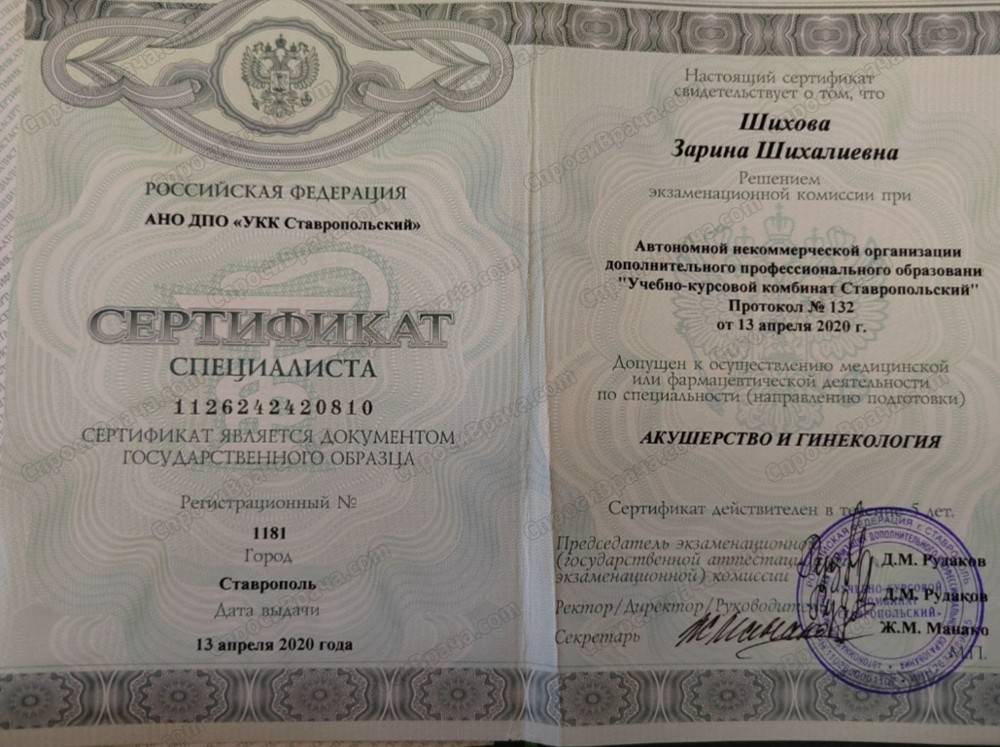 РОССИЙСКАЯ ФЕДЕРАЦИЯ
АНО ДПО «УКК Ставропольский»
СЕРТИФИКАТ
СПЕЦИАЛИСТА
1126242420810
СЕРТИФИКАТ ЯВЛЯЕТСЯ ДОКУМЕНТОМ
ГОСУДАРСТВЕННОГО ОБРАЗЦА
Регистрационный №
1181
Город
Ставрополь
Дата выдачи
13 апреля 2020 года
Настоящий сертификат
свидетельствует о том, что
Шихова
Зарина Шихалиевна
Решением
экзаменационной комиссии при
Автономной некоммерческой организации
дополнительного профессионального образовани
"Учебно-курсовой комбинат Ставропольский"
Протокол № 132
от 13 апреля 2020 г.
Допущен к осуществлению медицинской
или фармацевтической деятельности
по специальности (направлению подготовки)
АКУШЕРСТВО И ГИНЕКОЛОГИЯ
Сертификат действителен в течение 5 лет.
Председатель экзаменационной
(государственной аттестаци
экзаменационной) комиссии
Д.М. Рудаков
Ректор/Директор/Руководитель
Д.М. Рудаков
Секретарь
Ж.М. Манако
М.П.
СпросиВрача.com